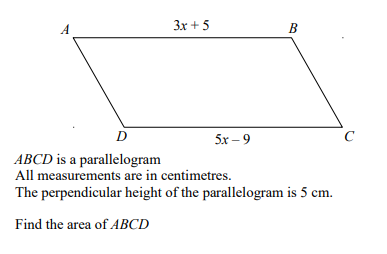 3x + 5
A
B
D
5x – 9
C
ABCD is a parallelogram
All measurements are in centimetres.
The perpendicular height of the parallelogram is 5 cm.
Find the area of ABCD